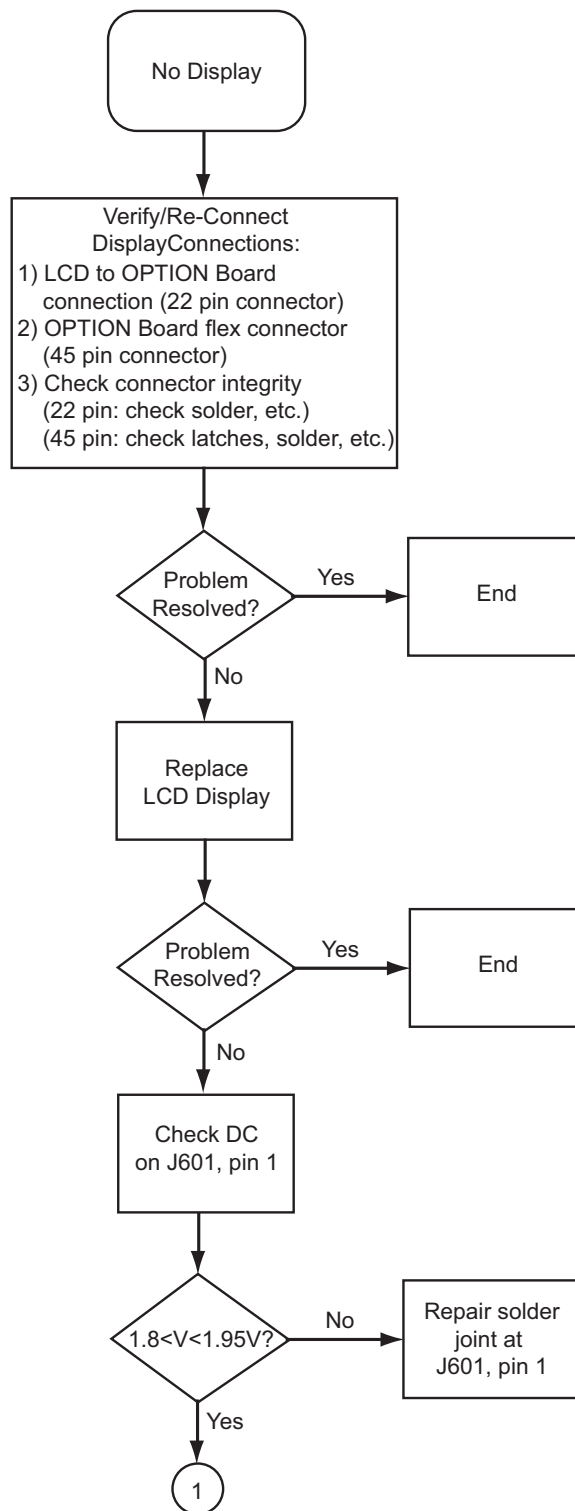 No Display
Verify/Re-Connect
DisplayConnections:
1) LCD to OPTION Board
connection (22 pin connector)
2) OPTION Board flex connector
(45 pin connector)
3) Check connector integrity
(22 pin: check solder, etc.)
(45 pin: check latches, solder, etc.)
Problem
Resolved?
Yes
End
No
Replace
LCD Display
Problem
Resolved?
Yes
End
No
Check DC
on J601, pin 1
1.8<V<1.95V?
No
Repair solder
joint at
J601, pin 1
Yes
1